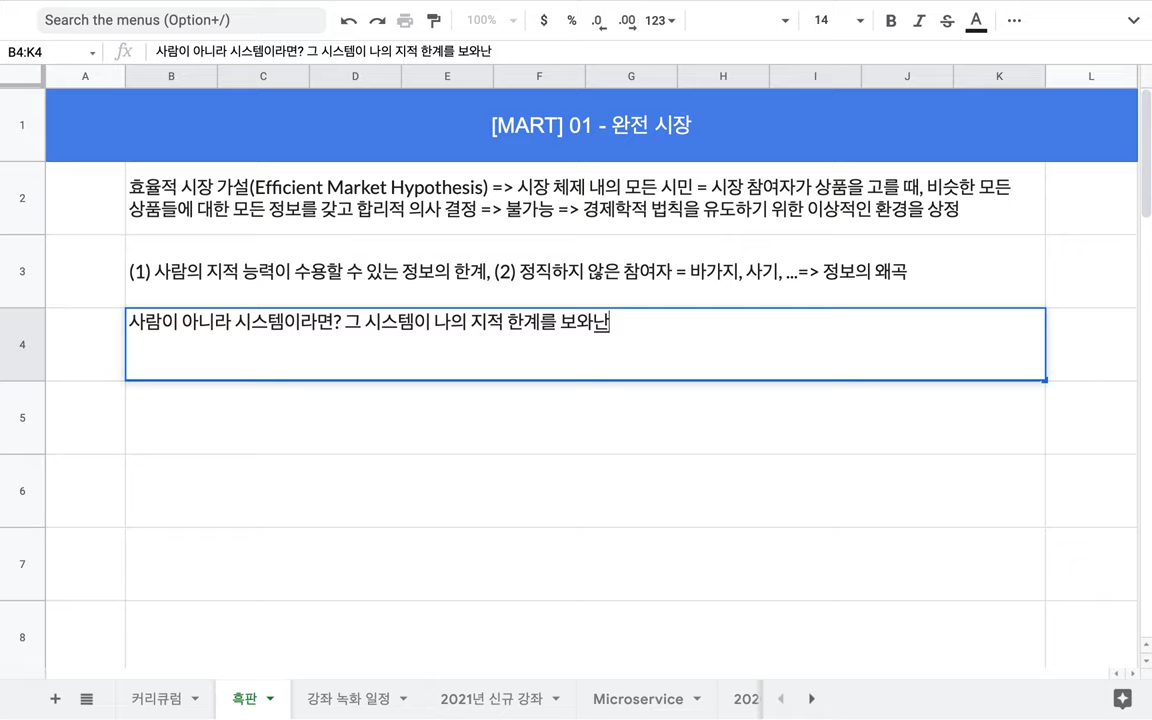 Search the menus (Option+/)
100%
$ % .0 .00 123
14
B I S A
B4:K4
fx
사람이 아니라 시스템이라면? 그 시스템이 나의 지적 한계를 보와난
A B C D E F G H I J K L
1
[MART] 01 - 완전 시장
2
효율적 시장 가설(Efficient Market Hypothesis) => 시장 체제 내의 모든 시민 = 시장 참여자가 상품을 고를 때, 비슷한 모든
상품들에 대한 모든 정보를 갖고 합리적 의사 결정 => 불가능 => 경제학적 법칙을 유도하기 위한 이상적인 환경을 상정
3
(1) 사람의 지적 능력이 수용할 수 있는 정보의 한계, (2) 정직하지 않은 참여자 = 바가지, 사기, ...=> 정보의 왜곡
4
사람이 아니라 시스템이라면? 그 시스템이 나의 지적 한계를 보와난
5
6
7
8
커리큐럼 흑판 강좌 녹화 일정 2021년 신규 강좌 Microservice 202